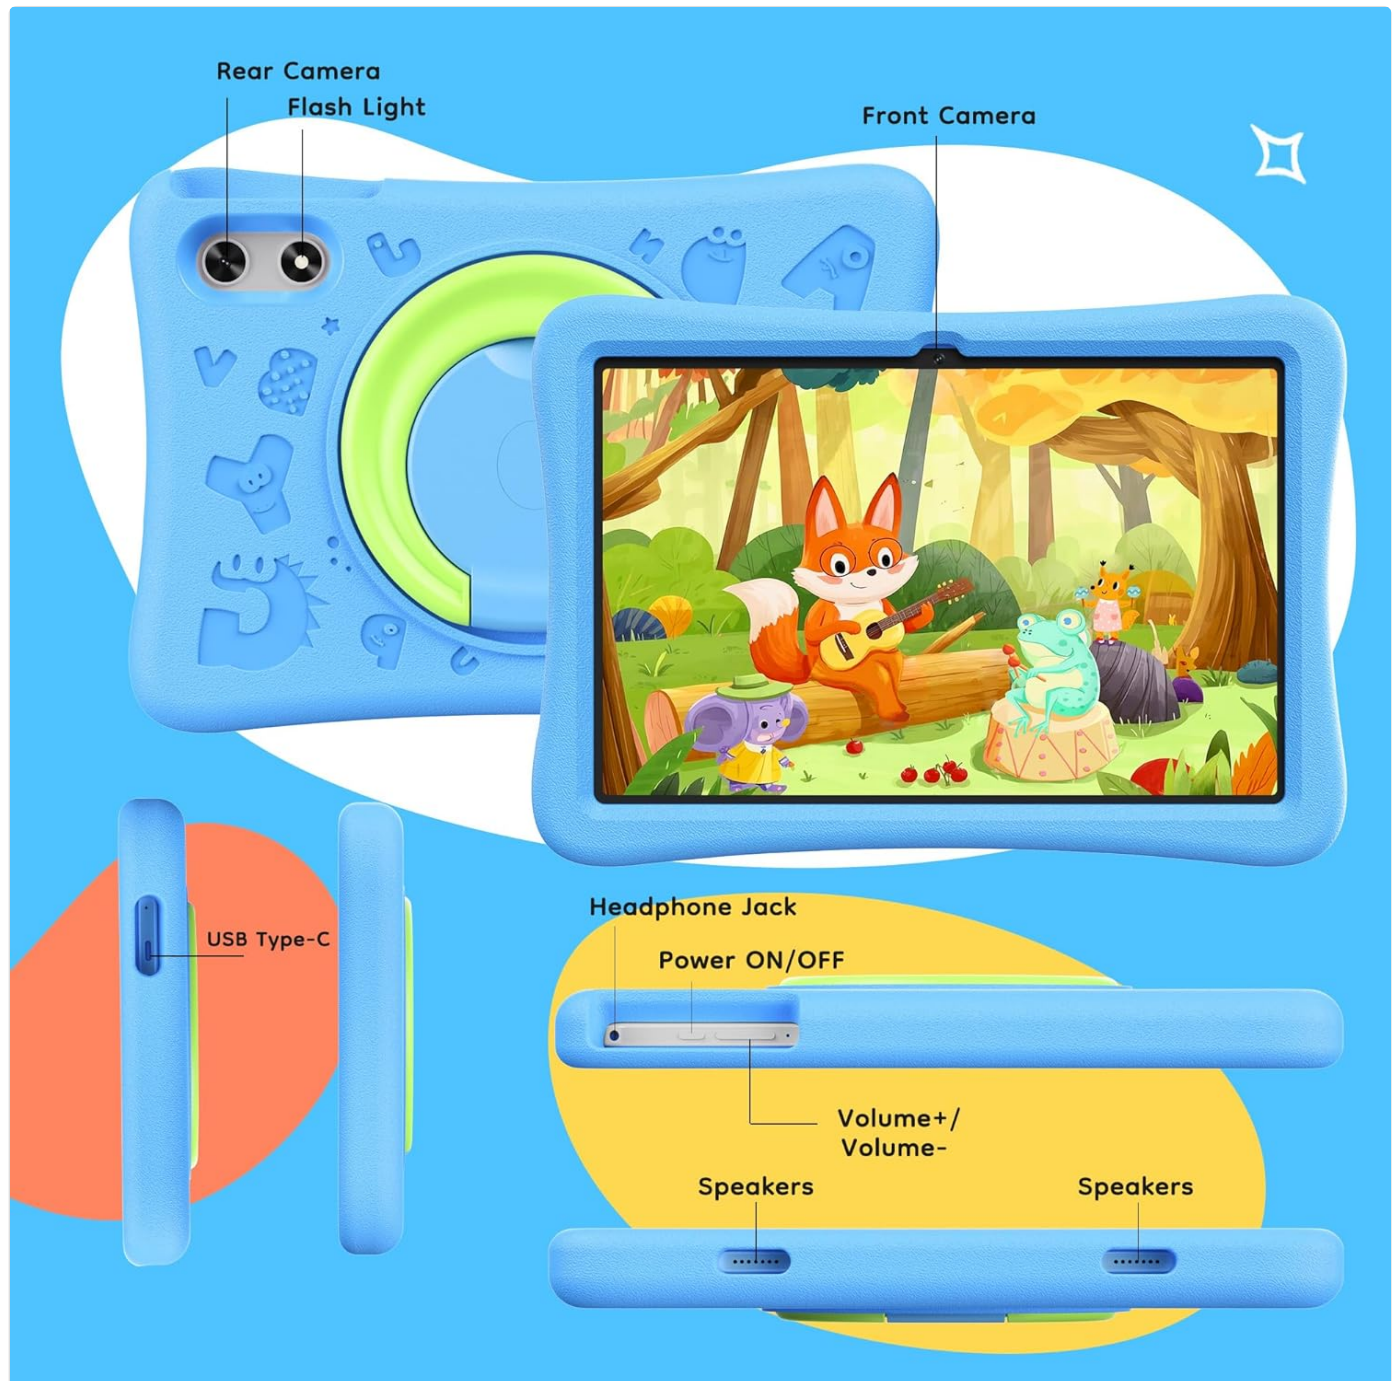 Rear Camera
Flash Light
Front Camera
USB Type-C
Headphone Jack
Power ON/OFF
Volume+/
Volume-
Speakers
Speakers